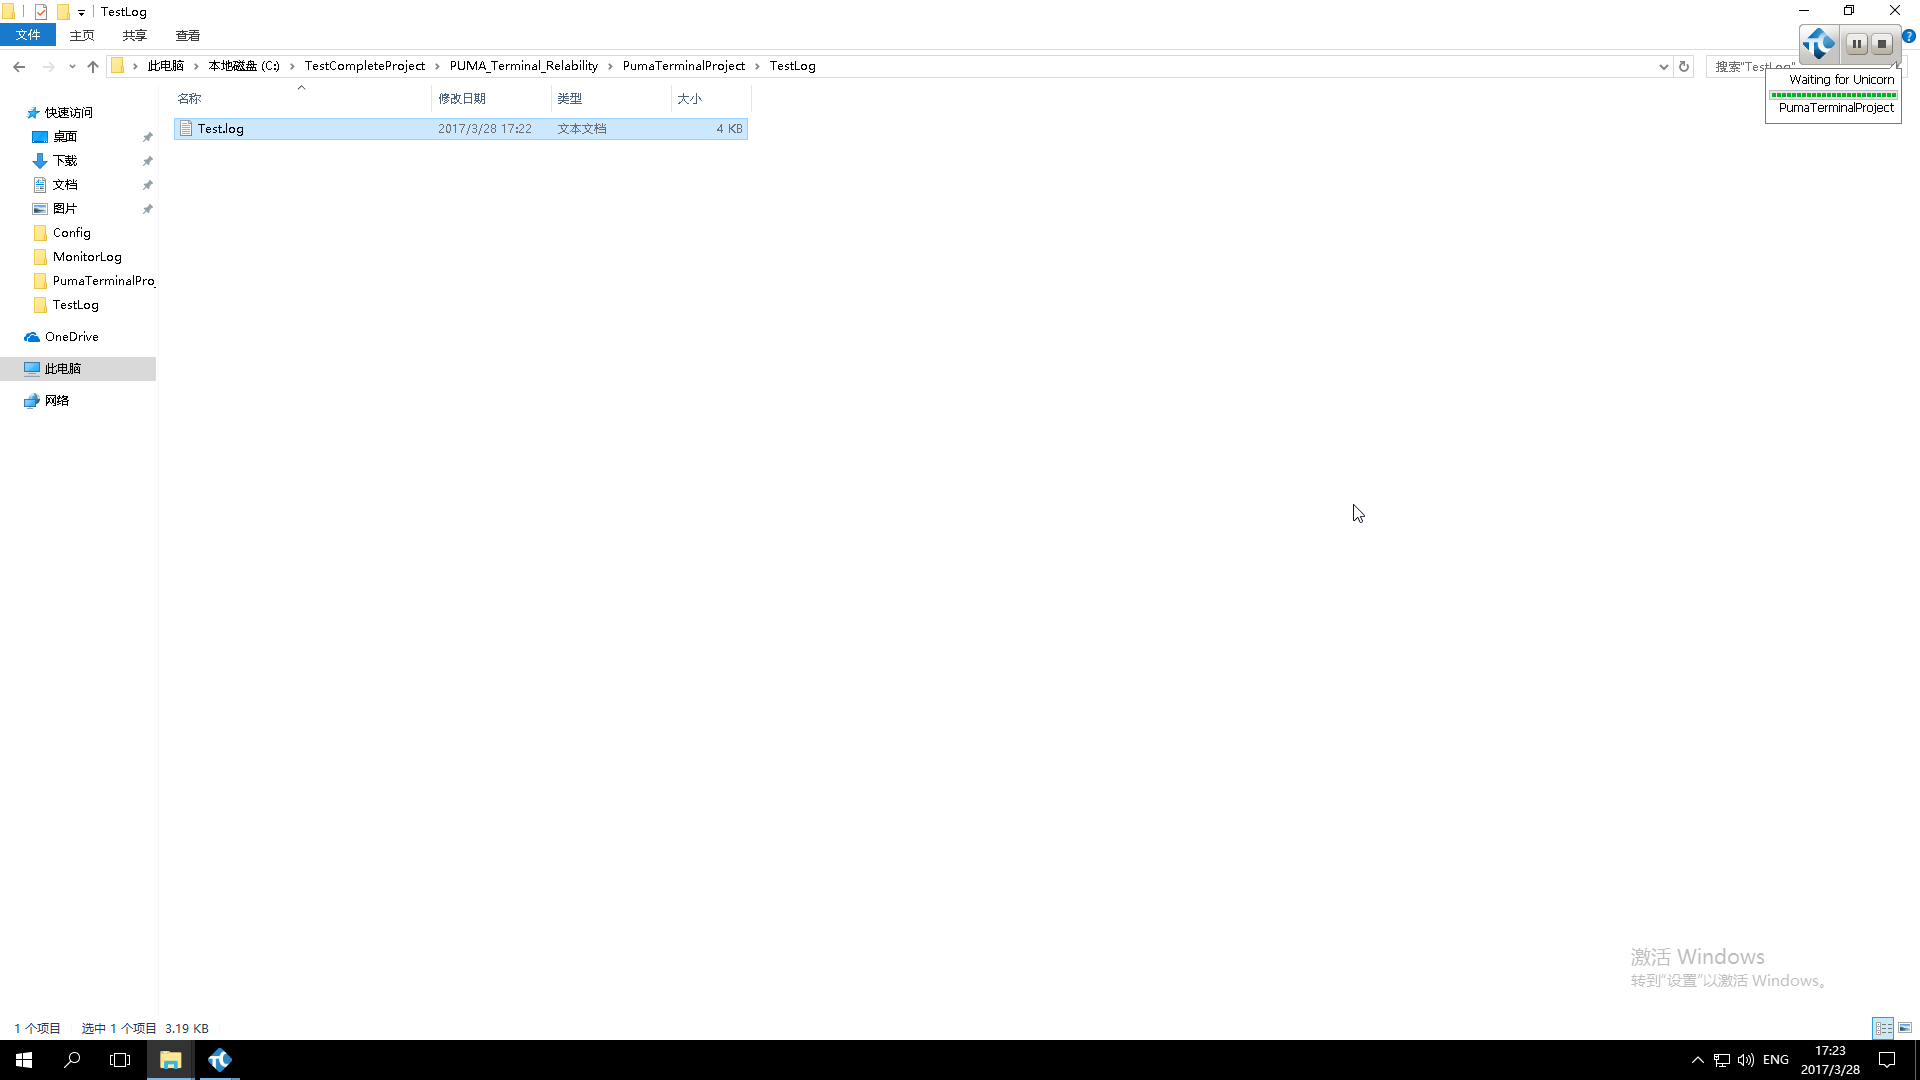 TestLog
文件 主页 共享 查看
此电脑 本地磁盘 (C:) TestCompleteProject PUMA_Terminal_Relability PumaTerminalProject TestLog
搜索"TestLog"
Waiting for Unicorn
PumaTerminalProject
名称 修改日期 类型 大小
Test.log 2017/3/28 17:22 文本文档 4 KB
快速访问
桌面
下载
文档
图片
Config
MonitorLog
PumaTerminalProj
TestLog
OneDrive
此电脑
网络
激活 Windows
转到"设置"以激活 Windows。
1 个项目 选中 1 个项目 3.19 KB
ENG
17:23
2017/3/28